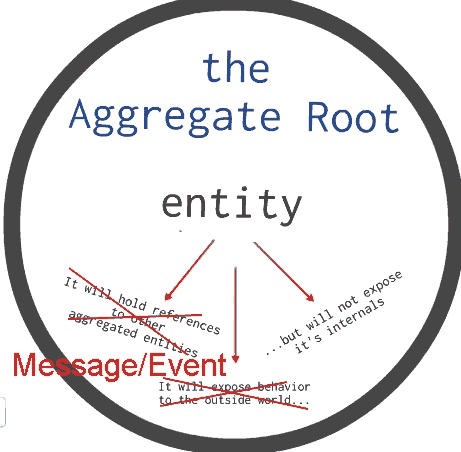 the
Aggregate Root
entity
It will hold references
to other
aggregated entities
...but will not expose
it's internals
Message/Event
It will expose behavior
to the outside world...